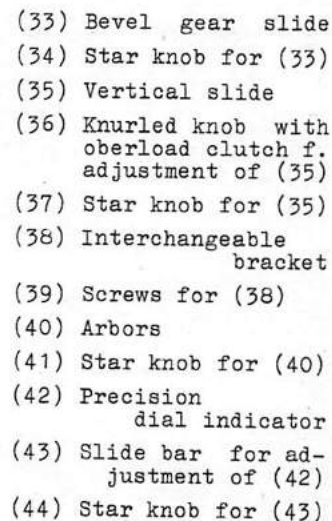 (33) Bevel gear slide
(34) Star knob for (33)
(35) Vertical slide
(36) Knurled knob with
oberload clutch f.
adjustment of (35)
(37) Star knob for (35)
(38) Interchangeable
bracket
(39) Screws for (38)
(40) Arbors
(41) Star knob for (40)
(42) Precision
dial indicator
(43) Slide bar for ad-
justment of (42)
(44) Star knob for (43)